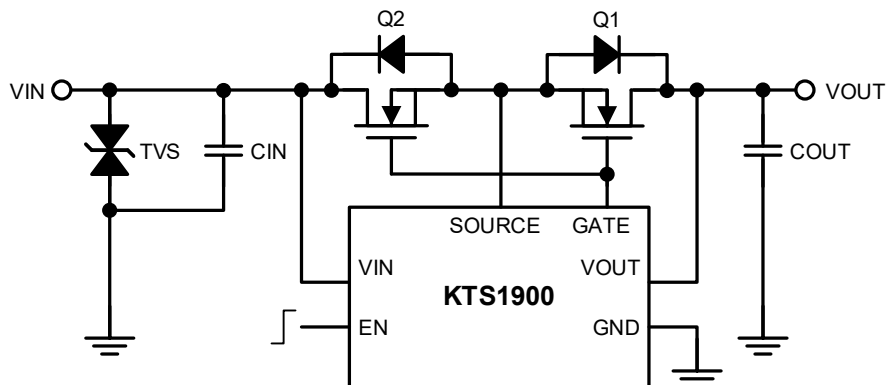 Q2
Q1
VIN
VOUT
TVS
CIN
COUT
SOURCE
GATE
VIN
VOUT
KTS1900
EN
GND